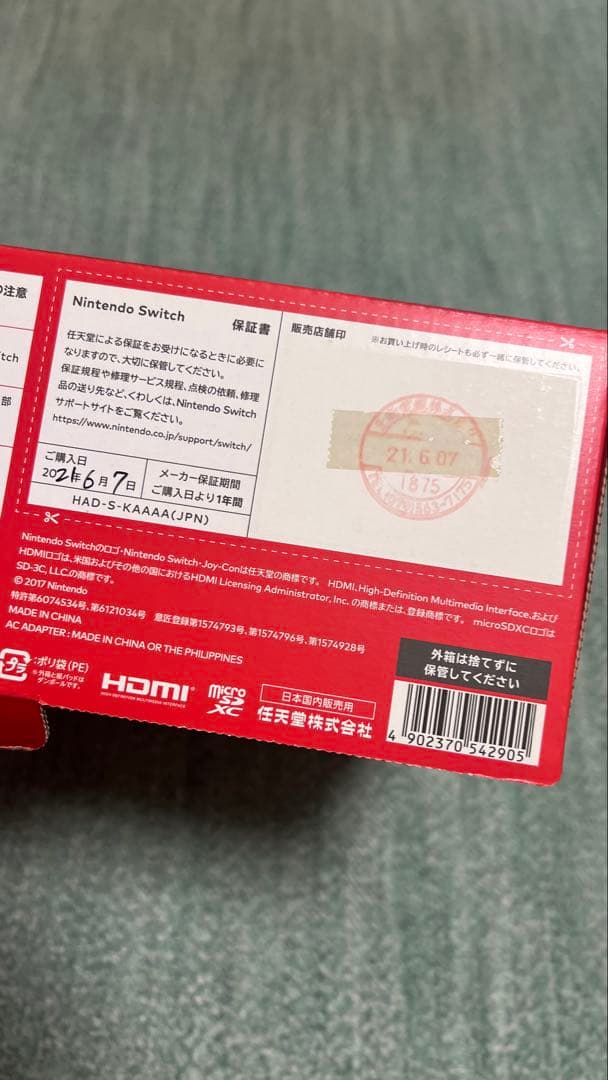 の注意
tch
部
Nintendo Switch
保証書
任天堂による保証をお受けになるときに必要に
なりますので、大切に保管してください。
保証規程や修理サービス規程、点検の依頼、修理
品の送り先など、くわしくは、Nintendo Switch
サポートサイトをご覧ください。
https://www.nintendo.co.jp/support/switch/
ご購入日
2021年6月7日
メーカー保証期間
ご購入日より1年間
HAD-S-KAAAA(JPN)
販売店舗印
※お買い上げ時のレシートも必ず一緒に保管してください。
21.6.07
1875
Nintendo Switchのロゴ・Nintendo Switch・Joy-Conは任天堂の商標です。 HDMI、High-Definition Multimedia Interface、および
HDMIロゴは、米国およびその他の国におけるHDMI Licensing Administrator, Inc. の商標または、登録商標です。 microSDXCロゴは
SD-3C, LLC.の商標です。
© 2017 Nintendo
特許第6074534号、第6121034号 意匠登録第1574793号、第1574796号、第1574928号
MADE IN CHINA
AC ADAPTER : MADE IN CHINA OR THE PHILIPPINES
プラ
:ポリ袋(PE)
※外箱と紙パッドは
ダンボールです。
HDMI
HIGH-DEFINITION MULTIMEDIA INTERFACE
micro
SD
XC
日本国内販売用
任天堂株式会社
外箱は捨てずに
保管してください
4 902370 542905